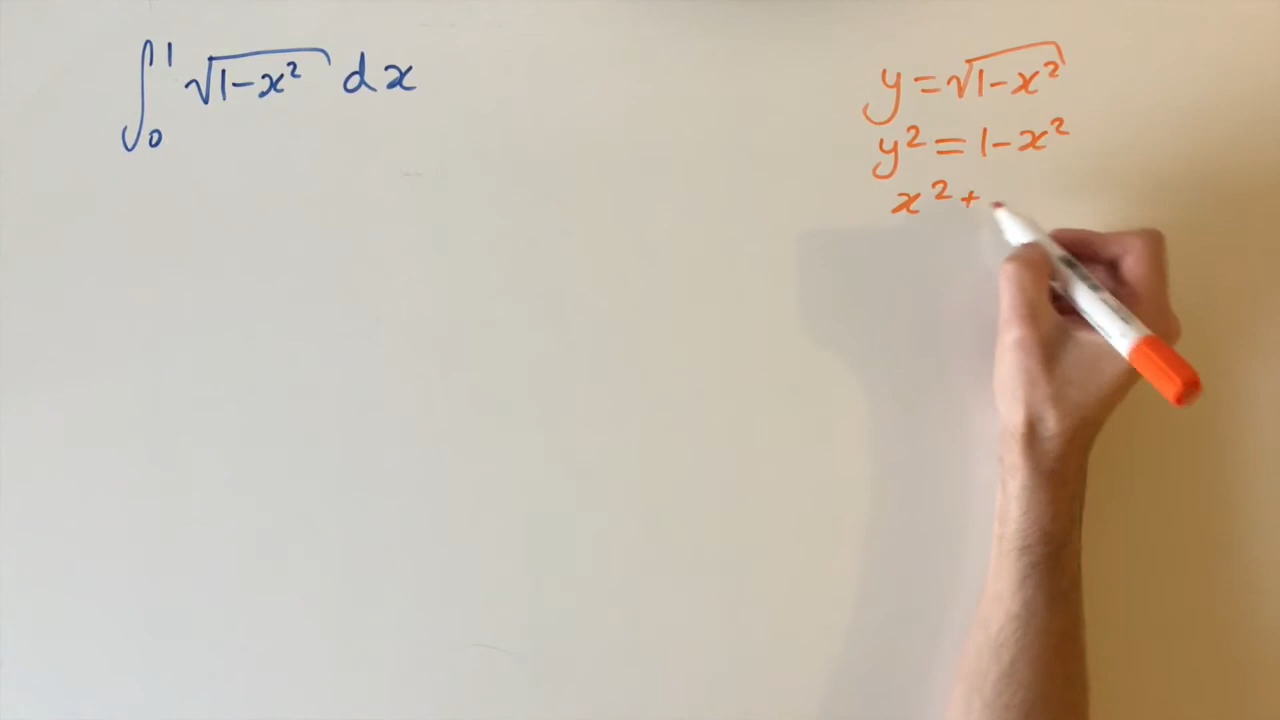 ∫₀¹ √(1-x²) dx
y = √(1-x²)
y² = 1-x²
x² +